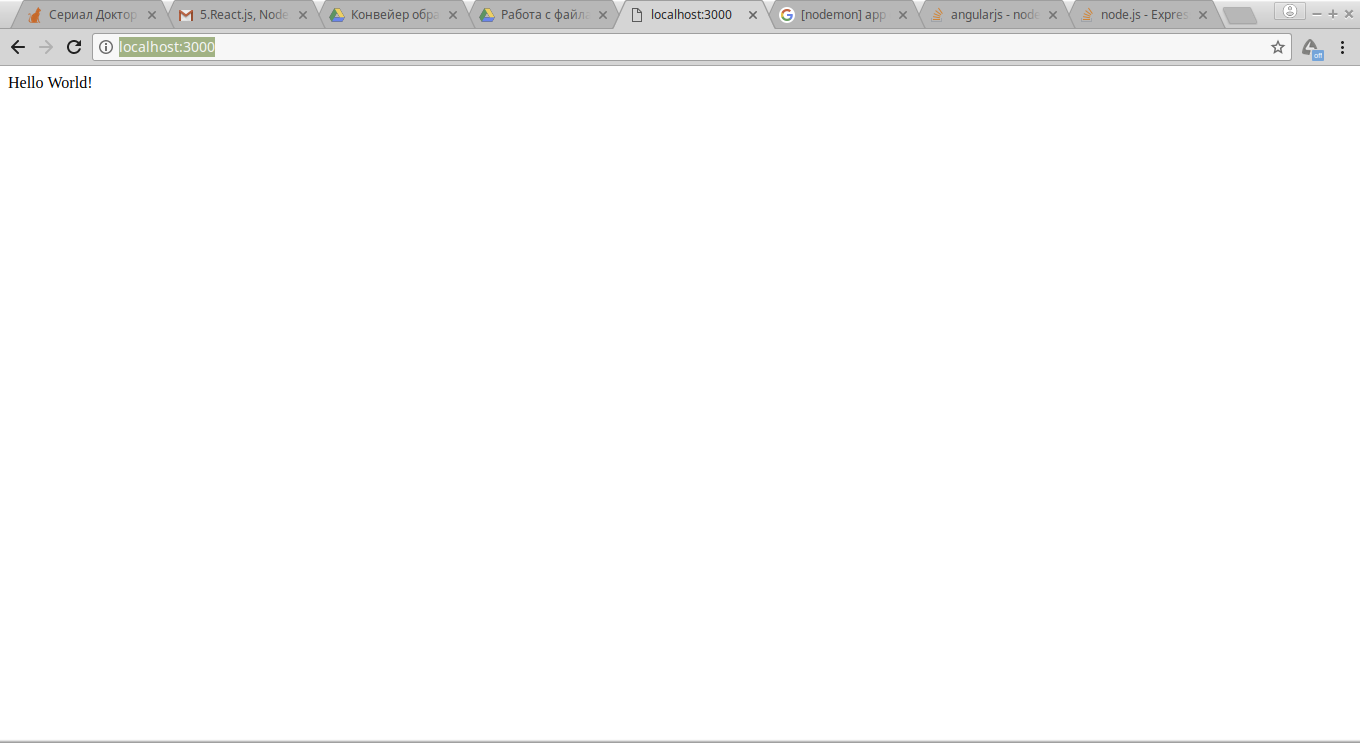 Сериал Доктор
5.React.js, Node
Конвейер обра
Работа с файла
localhost:3000
[nodemon] app
angularjs - node
node.js - Expres
localhost:3000
off
Hello World!